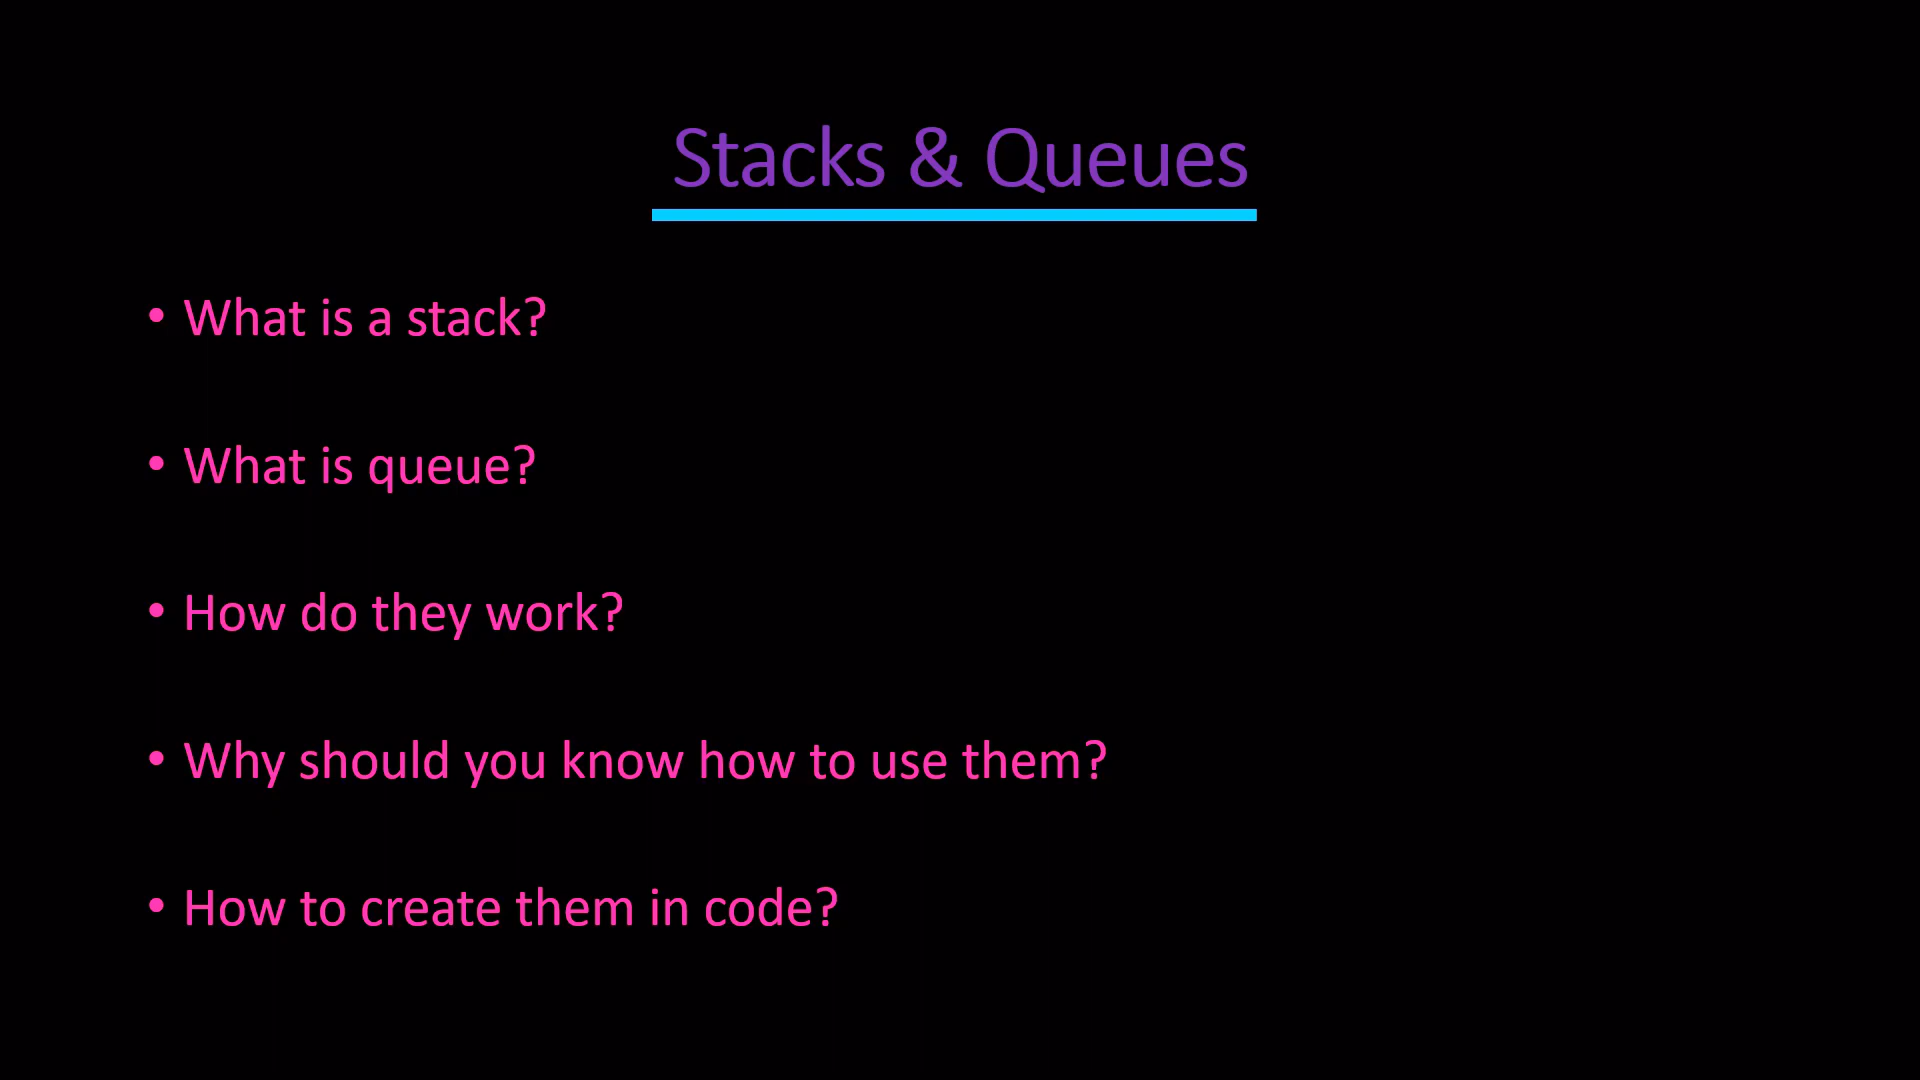 Stacks & Queues
• What is a stack?
• What is queue?
• How do they work?
• Why should you know how to use them?
• How to create them in code?